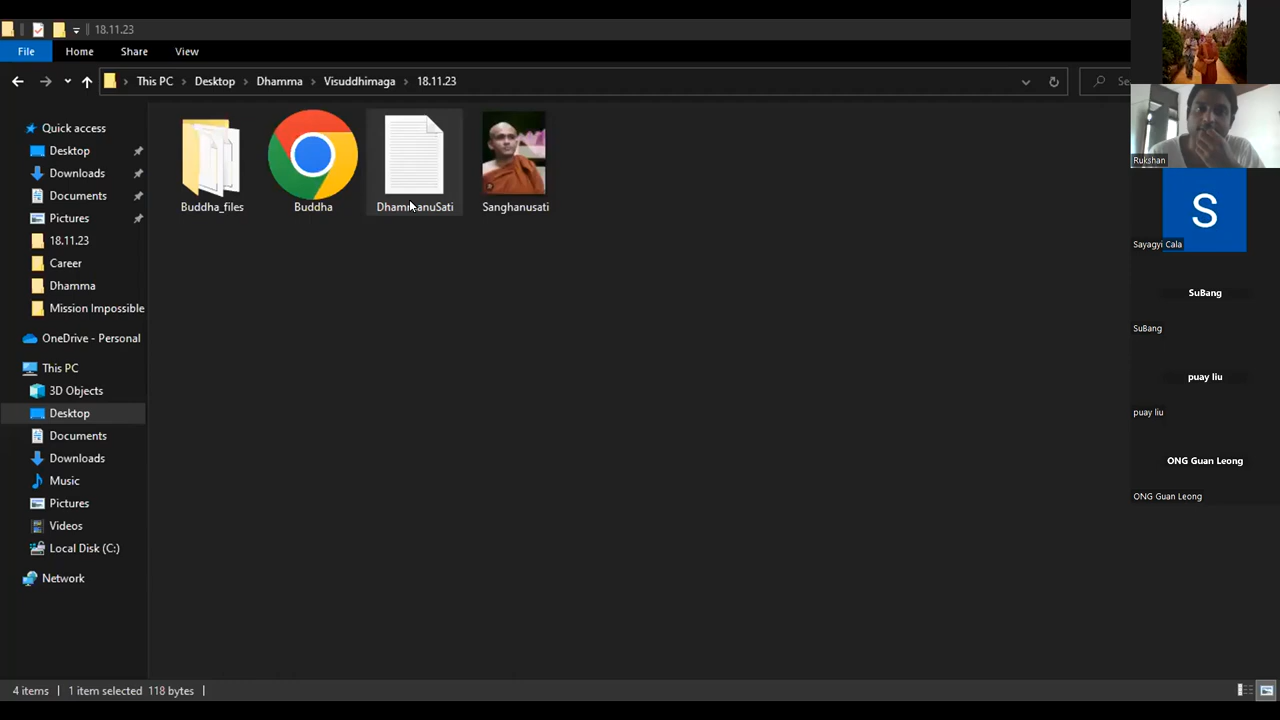 18.11.23
File Home Share View
This PC Desktop Dhamma Visuddhimaga 18.11.23
Quick access
Desktop
Downloads
Documents
Pictures
18.11.23
Career
Dhamma
Mission Impossible
OneDrive - Personal
This PC
3D Objects
Desktop
Documents
Downloads
Music
Pictures
Videos
Local Disk (C:)
Network
Buddha_files Buddha DhammanuSati Sanghanusati
4 items 1 item selected 118 bytes
Rukshan
S
Sayagyi Cala
SuBang
SuBang
puay liu
puay liu
ONG Guan Leong
ONG Guan Leong